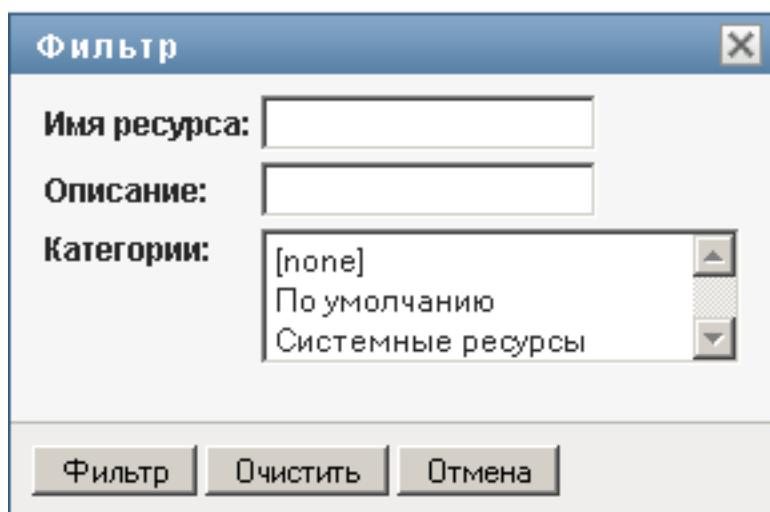 Фильтр
Имя ресурса:
Описание:
Категории:
[none]
По умолчанию
Системные ресурсы
Фильтр Очистить Отмена